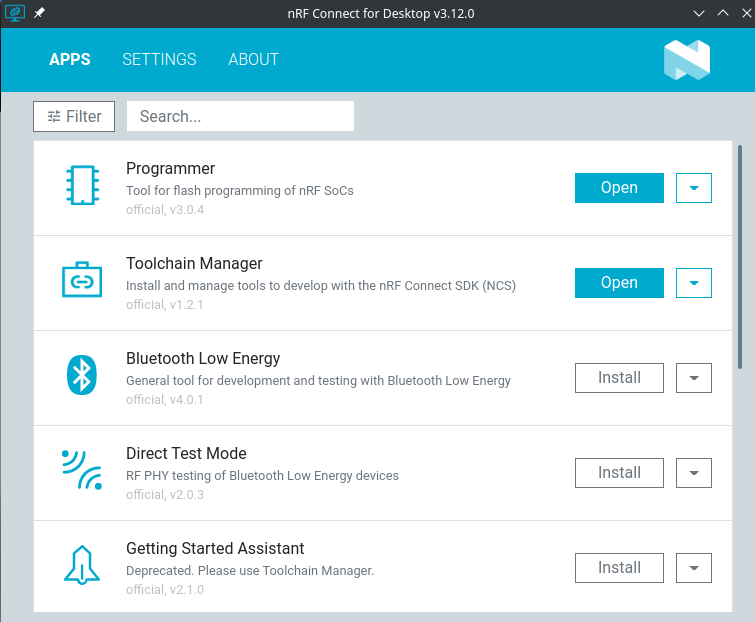 nRF Connect for Desktop v3.12.0
APPS SETTINGS ABOUT
Filter Search...
Programmer
Tool for flash programming of nRF SoCs
official, v3.0.4
Open
Toolchain Manager
Install and manage tools to develop with the nRF Connect SDK (NCS)
official, v1.2.1
Open
Bluetooth Low Energy
General tool for development and testing with Bluetooth Low Energy
official, v4.0.1
Install
Direct Test Mode
RF PHY testing of Bluetooth Low Energy devices
official, v2.0.3
Install
Getting Started Assistant
Deprecated. Please use Toolchain Manager.
official, v2.1.0
Install